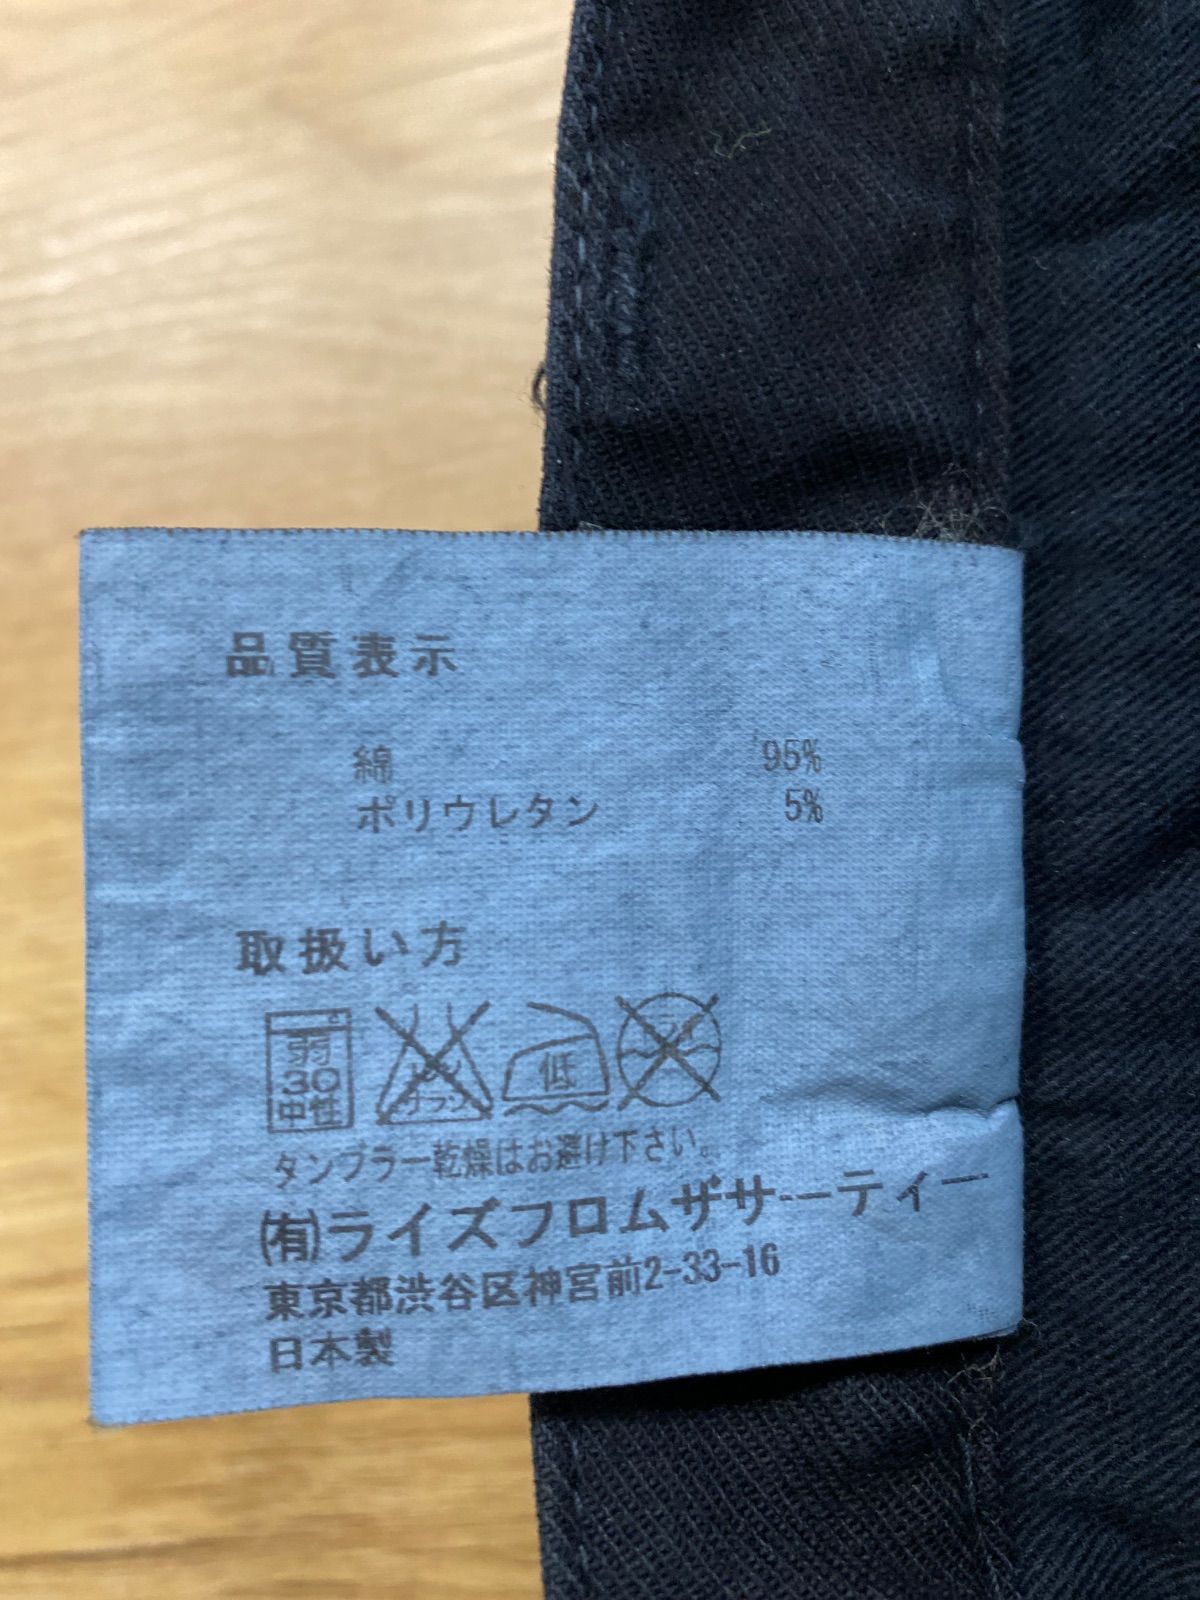 品質表示
綿 95%
ポリウレタン 5%
取扱い方
弱
30
中性
低
タンブラー乾燥はお避け下さい。
(有)ライズフロムザサーティー
東京都渋谷区神宮前2-33-16
日本製